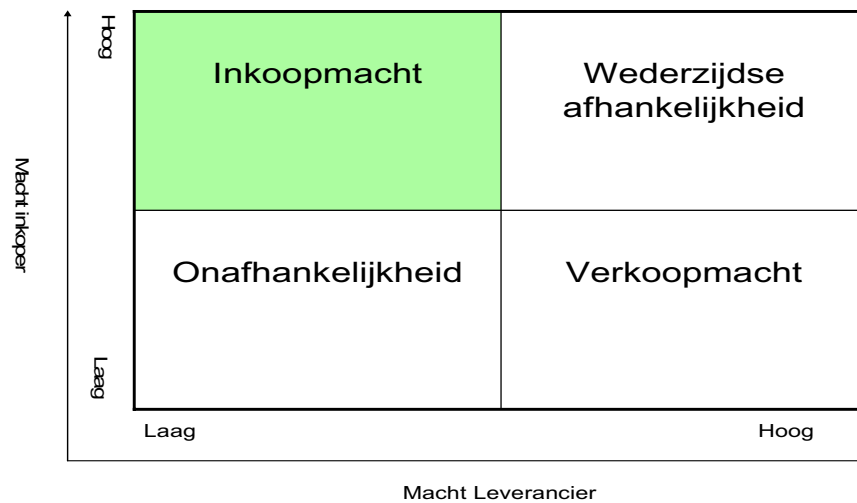 Hoog
Inkoopmacht
Wederzijdse
afhankelijkheid
Macht inkoper
Onafhankelijkheid
Verkoopmacht
Laag
Laag
Hoog
Macht Leverancier